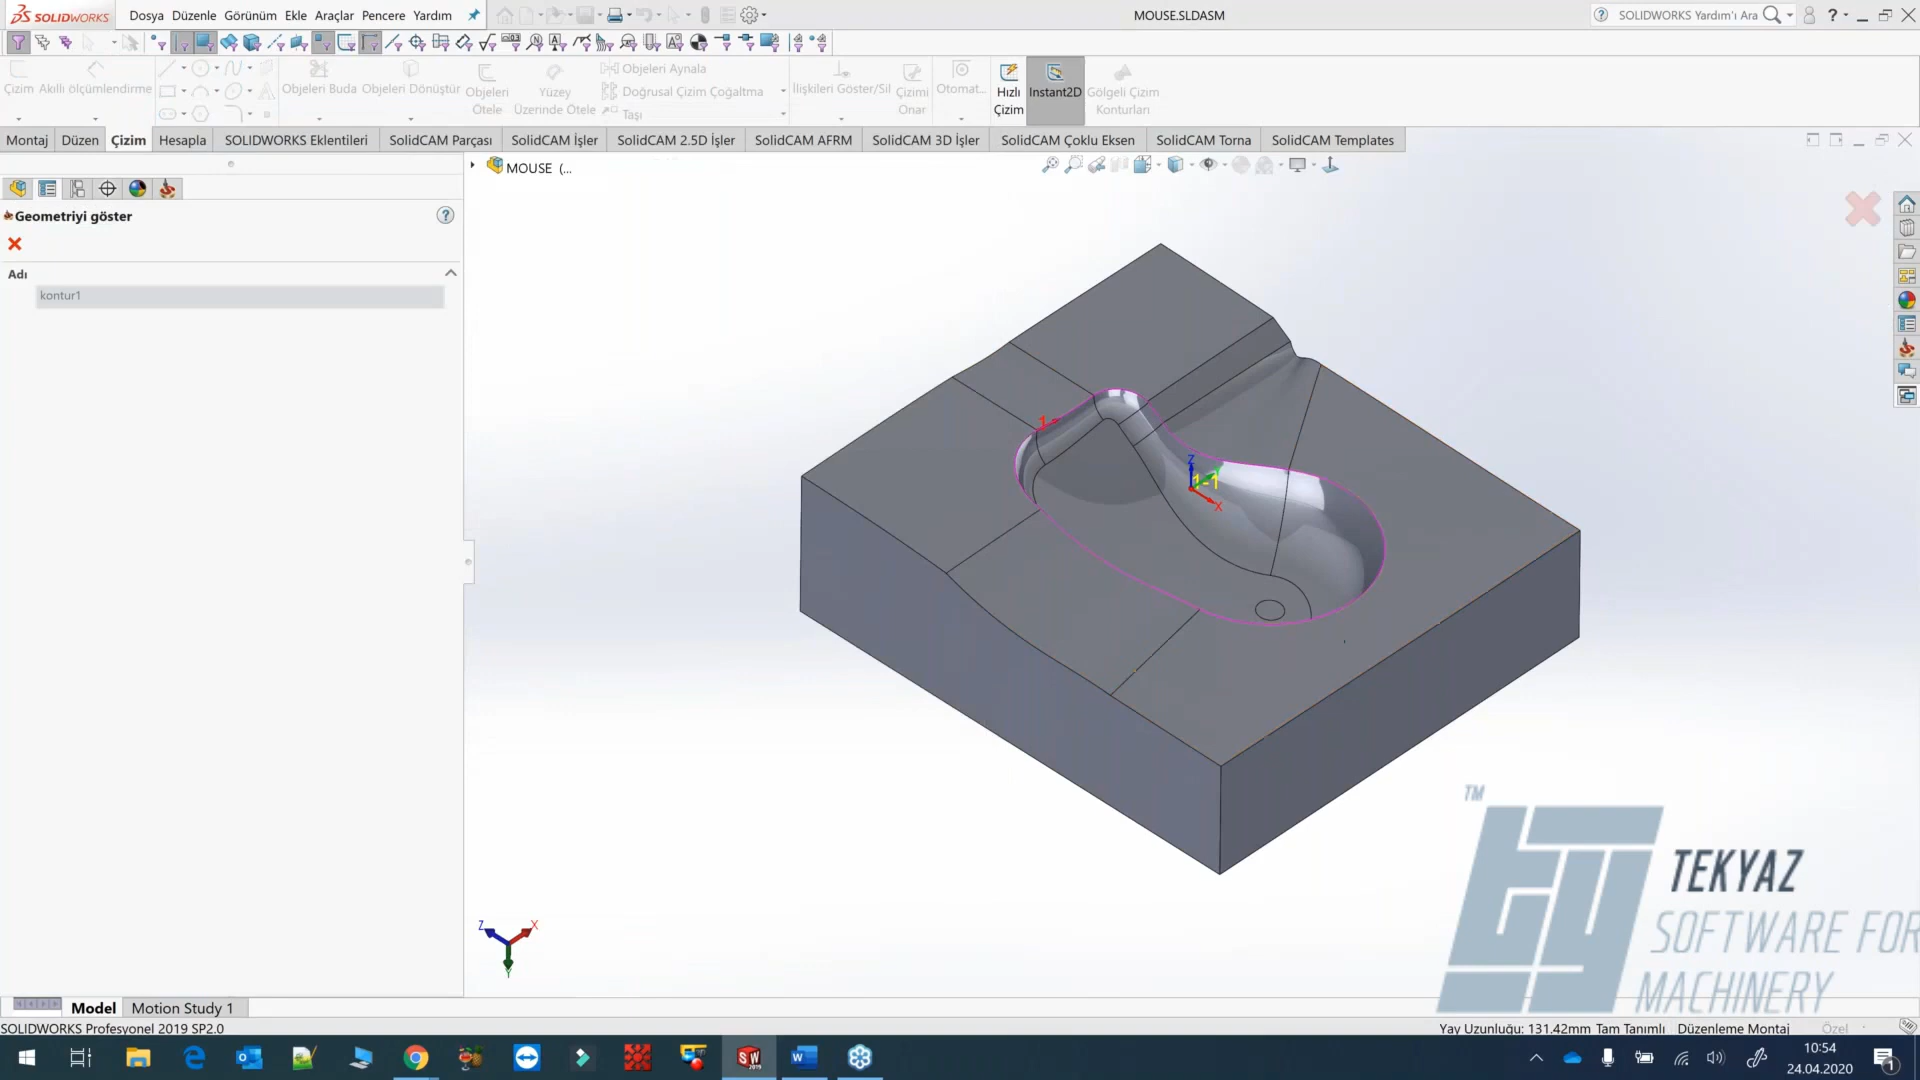 SOLIDWORKS
Dosya Düzenle Görünüm Ekle Araçlar Pencere Yardım
MOUSE.SLDASM
SOLIDWORKS Yardım'ı Ara
?
Çizim Akıllı ölçümlendirme
Objeleri Buda Objeleri Dönüştür
Objeleri Ötele
Yüzey Üzerinde Ötele
Objeleri Aynala
Doğrusal Çizim Çoğaltma
Taşı
İlişkileri Göster/Sil
Çizimi Onar
Otomat...
Hızlı Çizim
Instant2D
Gölgeli Çizim Konturları
Montaj Düzen Çizim Hesapla SOLIDWORKS Eklentileri SolidCAM Parçası SolidCAM İşler SolidCAM 2.5D İşler SolidCAM AFRM SolidCAM 3D İşler SolidCAM Çoklu Eksen SolidCAM Torna SolidCAM Templates
MOUSE (...
Geometriyi göster
?
Adı
kontur1
1
Z
1-1
X
Z X
Y
TM
TEKYAZ
SOFTWARE FOR
MACHINERY
Model Motion Study 1
SOLIDWORKS Profesyonel 2019 SP2.0
Yay Uzunluğu: 131.42mm Tam Tanımlı Düzenleme Montaj Özel
10:54
24.04.2020
1